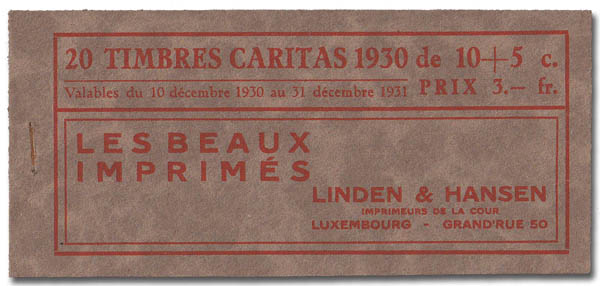 20 TIMBRES CARITAS 1930 de 10+5 c.
Valables du 10 décembre 1930 au 31 décembre 1931 PRIX 3.— fr.
LES BEAUX
IMPRIMÉS
LINDEN & HANSEN
IMPRIMEURS DE LA COUR
LUXEMBOURG - GRAND'RUE 50